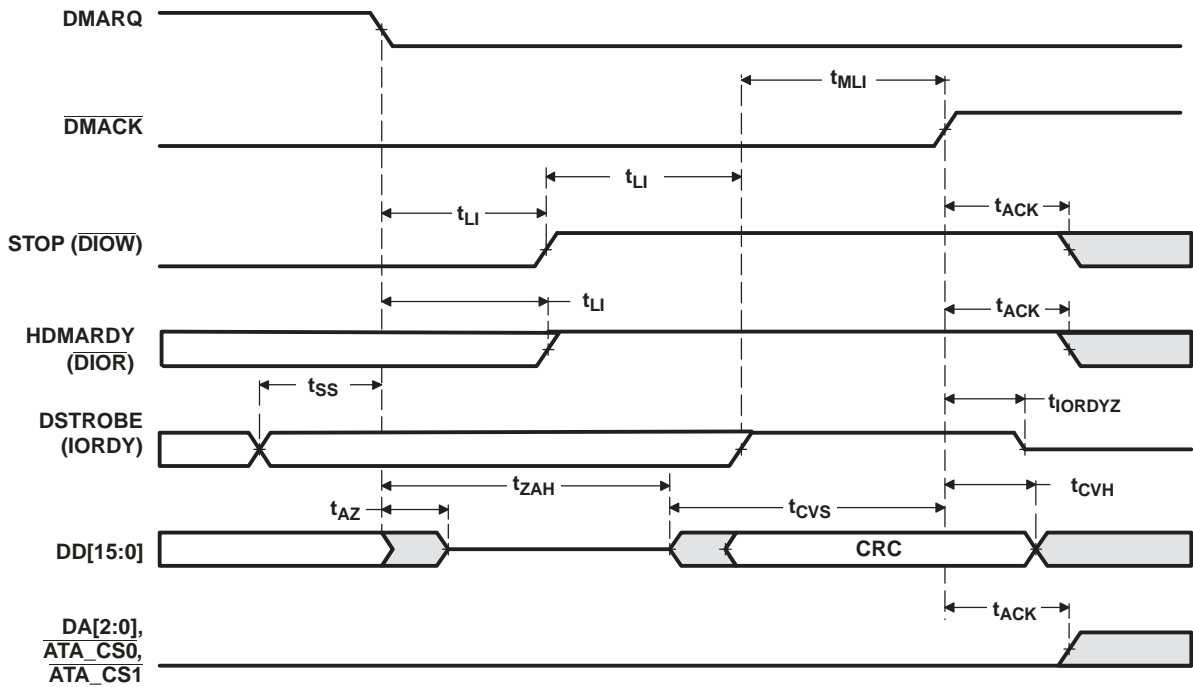 DMARQ
tMLI
DMACK
tLI
tLI
tACK
STOP (DIOW)
tLI
tACK
HDMARDY
(DIOR)
tSS
tIORDYZ
DSTROBE
(IORDY)
tZAH
tCVH
tAZ
tCVS
DD[15:0]
CRC
tACK
DA[2:0],
ATA_CS0,
ATA_CS1